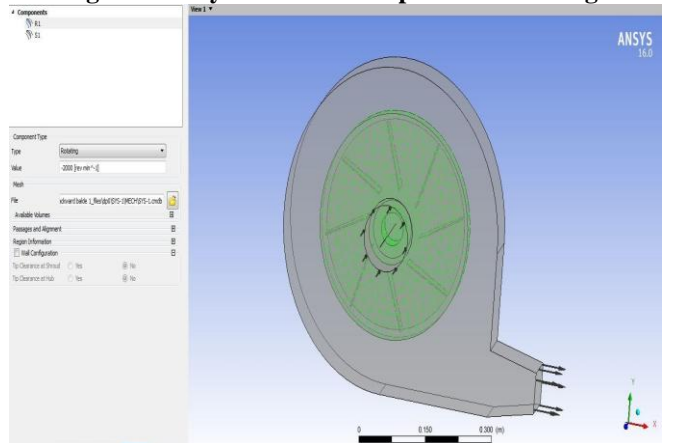 Components
R1
S1
Component Type
Type Rotating
Value -2000 [rev min^-1]
Mesh
File
Available Volumes
Passages and Alignment
Region Information
Wall Configuration
Tip Clearance at Shroud Yes No
Tip Clearance at Hub Yes No
View 1
ANSYS
16.0
0 0.150 0.300 (m)
Y
X